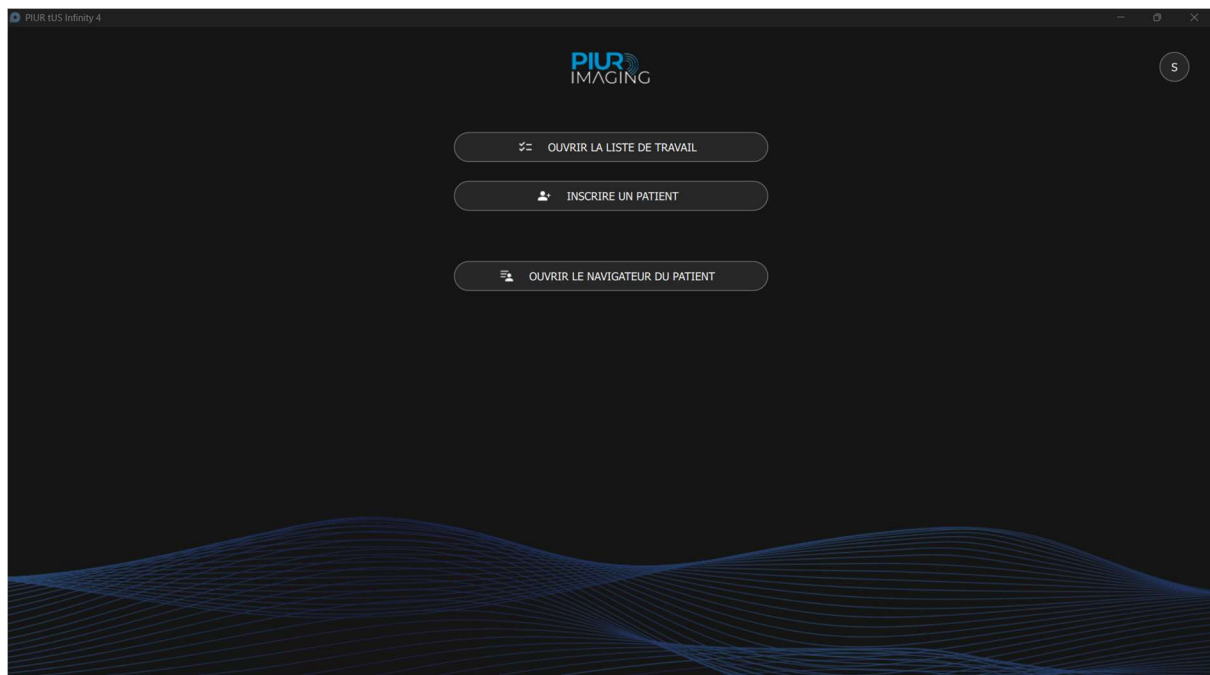 PIUR tUS Infinity 4
PIUR
IMAGING
S
OUVRIR LA LISTE DE TRAVAIL
INSCRIRE UN PATIENT
OUVRIR LE NAVIGATEUR DU PATIENT